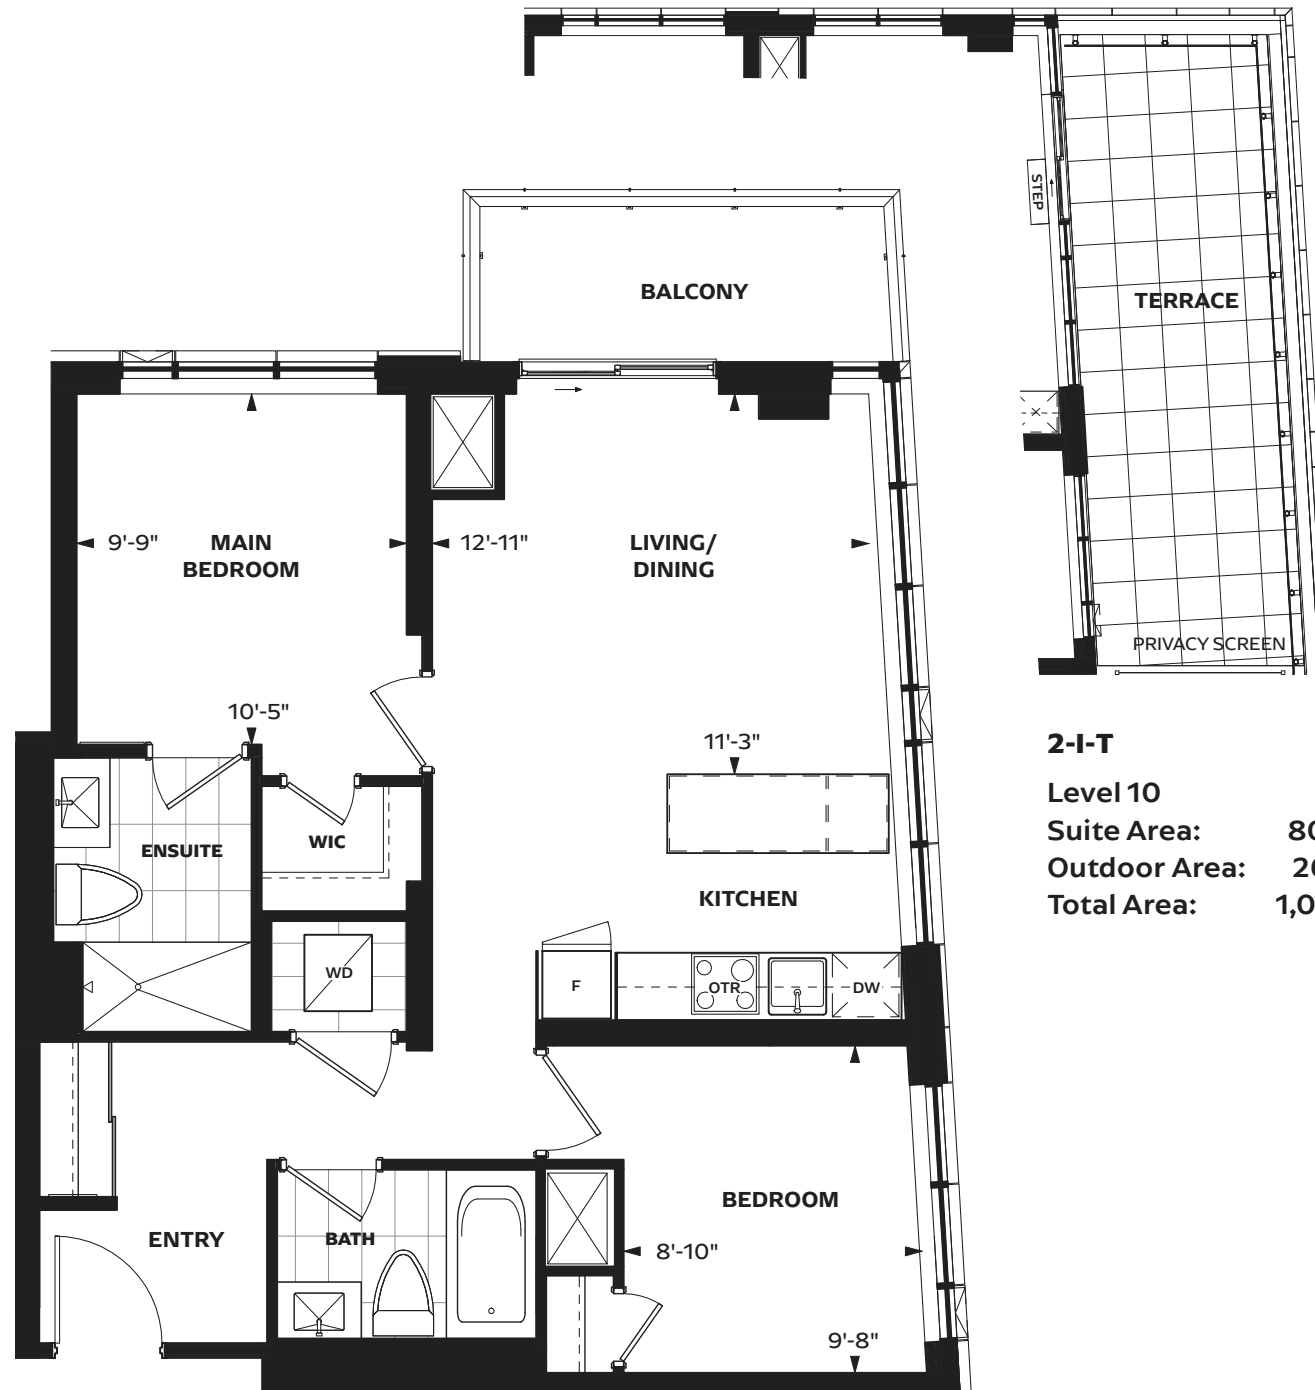 STEP
BALCONY
TERRACE
9'-9"
MAIN
BEDROOM
12'-11"
LIVING/
DINING
PRIVACY SCREEN
10'-5"
11'-3"
2-I-T
Level 10
Suite Area:
Outdoor Area:
Total Area:
ENSUITE
WIC
KITCHEN
WD
F
OTR
DW
BEDROOM
ENTRY
BATH
8'-10"
9'-8"